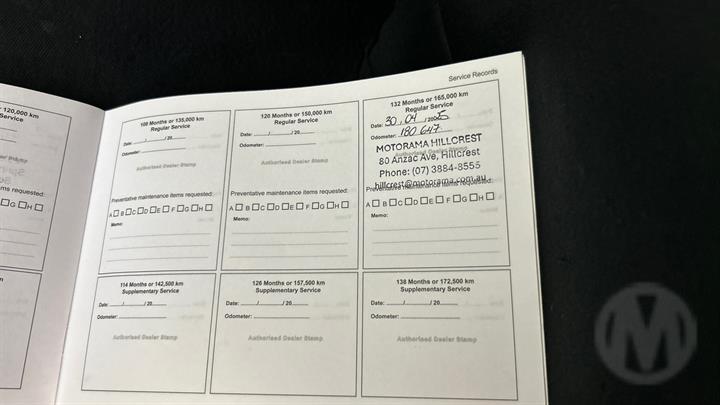 Service Records
120,000 km
Service
RG RH
108 Months or 135,000 km
Regular Service
Date: ....../....../ 20......
Odometer:
Authorised Dealer Stamp
Preventative maintenance items requested:
A B C D E F G H
Memo:
120 Months or 150,000 km
Regular Service
Date: ....../....../ 20......
Odometer:
Authorised Dealer Stamp
Preventative maintenance items requested:
A B C D E F G H
Memo:
132 Months or 165,000 km
Regular Service
Date: 30 . 04 / 2025
Odometer: 180 647
MOTORAMA HILLCREST
80 Anzac Ave, Hillcrest
Phone: (07) 3884-8555
hillcrest@motorama.com.au
Preventative maintenance items requested:
A B C D E F G H
Memo:
114 Months or 142,500 km
Supplementary Service
Date: ....../....../ 20......
Odometer:
Authorised Dealer Stamp
126 Months or 157,500 km
Supplementary Service
Date: ....../....../ 20......
Odometer:
Authorised Dealer Stamp
138 Months or 172,500 km
Supplementary Service
Date: ....../....../ 20......
Odometer:
Authorised Dealer Stamp
M